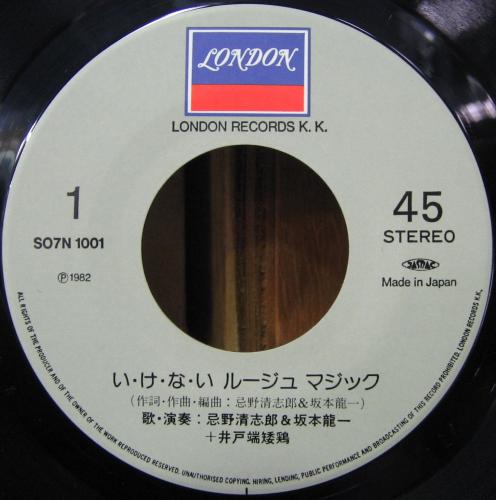 LONDON
LONDON RECORDS K. K.
1
45
SO7N 1001
STEREO
Ⓟ1982
JASRAC
Made in Japan
い・け・な・い ルージュ マジック
(作詞・作曲・編曲：忌野清志郎＆坂本龍一)
歌・演奏：忌野清志郎＆坂本龍一
＋井戸端矮鶏
ALL RIGHTS OF THE PRODUCER AND OF THE OWNER OF THE WORK REPRODUCED RESERVED. UNAUTHORISED COPYING, HIRING, LENDING, PUBLIC PERFORMANCE AND BROADCASTING OF THIS RECORD PROHIBITED. LONDON RECORDS K.K.